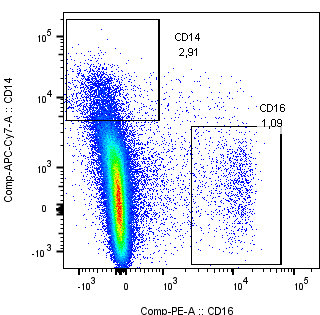 CD14
2,91
CD16
1,09
10⁵
10⁴
10³
0
-10³
Comp-APC-Cy7-A :: CD14
-10³ 0 10³ 10⁴ 10⁵
Comp-PE-A :: CD16